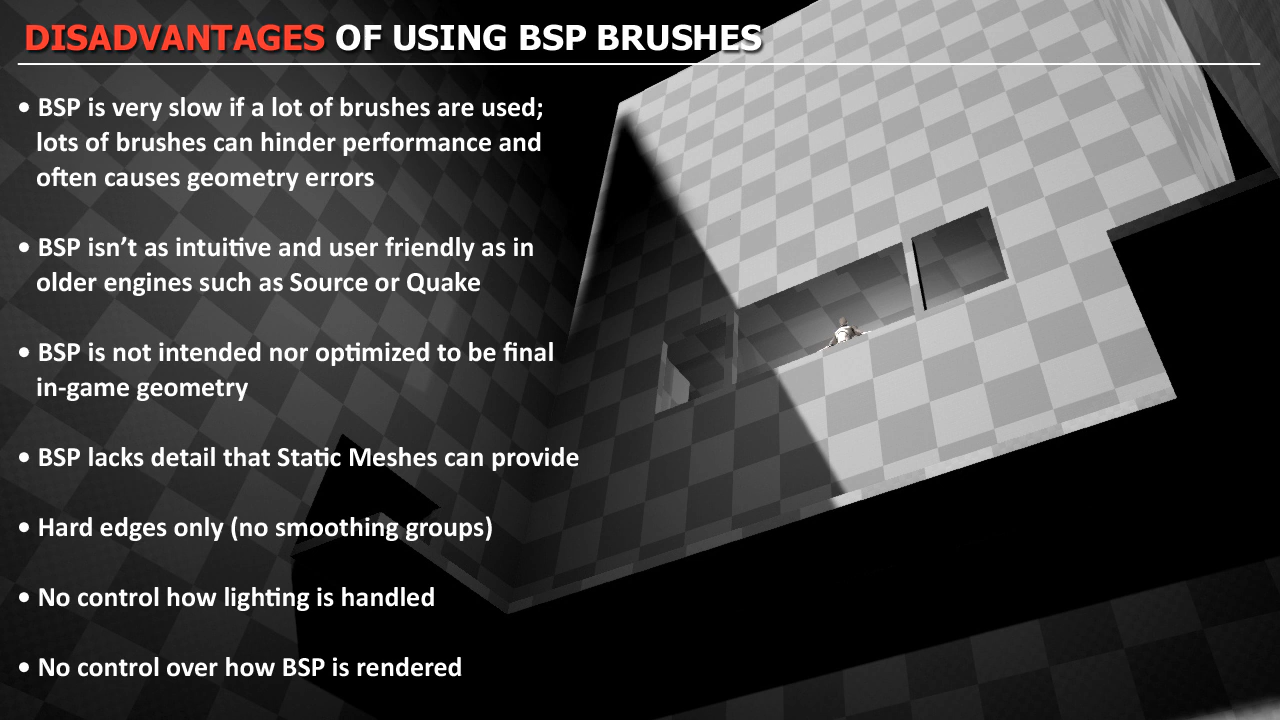 DISADVANTAGES OF USING BSP BRUSHES
• BSP is very slow if a lot of brushes are used;
lots of brushes can hinder performance and
often causes geometry errors
• BSP isn’t as intuitive and user friendly as in
older engines such as Source or Quake
• BSP is not intended nor optimized to be final
in-game geometry
• BSP lacks detail that Static Meshes can provide
• Hard edges only (no smoothing groups)
• No control how lighting is handled
• No control over how BSP is rendered